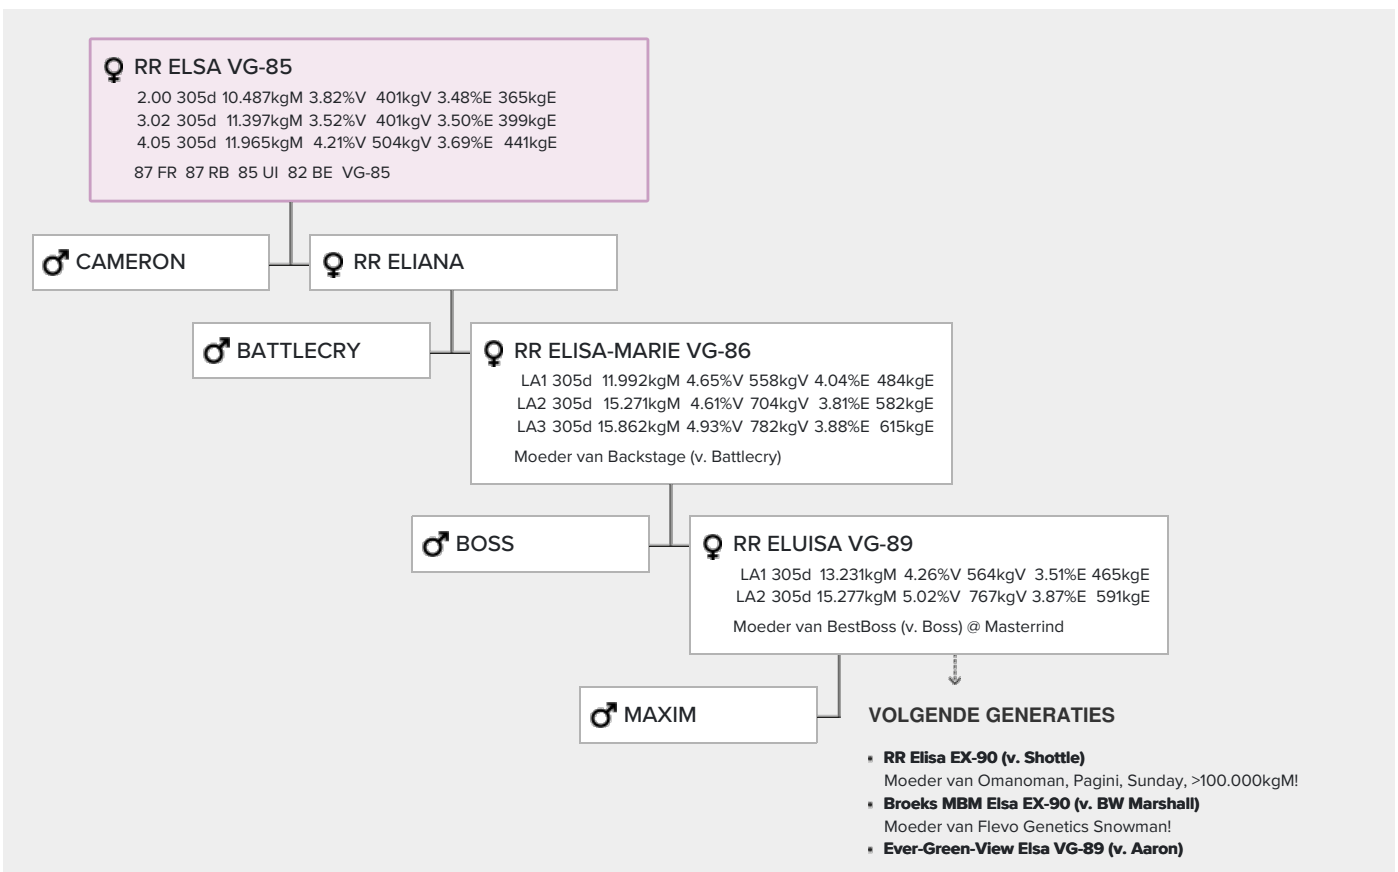 ♀ RR ELSA VG-85
2.00 305d 10.487kgM 3.82%V 401kgV 3.48%E 365kgE
3.02 305d 11.397kgM 3.52%V 401kgV 3.50%E 399kgE
4.05 305d 11.965kgM 4.21%V 504kgV 3.69%E 441kgE
87 FR 87 RB 85 UI 82 BE VG-85
♂ CAMERON
♀ RR ELIANA
♂ BATTLECRY
♀ RR ELISA-MARIE VG-86
LA1 305d 11.992kgM 4.65%V 558kgV 4.04%E 484kgE
LA2 305d 15.271kgM 4.61%V 704kgV 3.81%E 582kgE
LA3 305d 15.862kgM 4.93%V 782kgV 3.88%E 615kgE
Moeder van Backstage (v. Battlecry)
♂ BOSS
♀ RR ELUISA VG-89
LA1 305d 13.231kgM 4.26%V 564kgV 3.51%E 465kgE
LA2 305d 15.277kgM 5.02%V 767kgV 3.87%E 591kgE
Moeder van BestBoss (v. Boss) @ Masterrind
♂ MAXIM
VOLGENDE GENERATIES
▪ RR Elisa EX-90 (v. Shottle)
Moeder van Omanoman, Pagini, Sunday, >100.000kgM!
▪ Broeks MBM Elsa EX-90 (v. BW Marshall)
Moeder van Flevo Genetics Snowman!
▪ Ever-Green-View Elsa VG-89 (v. Aaron)